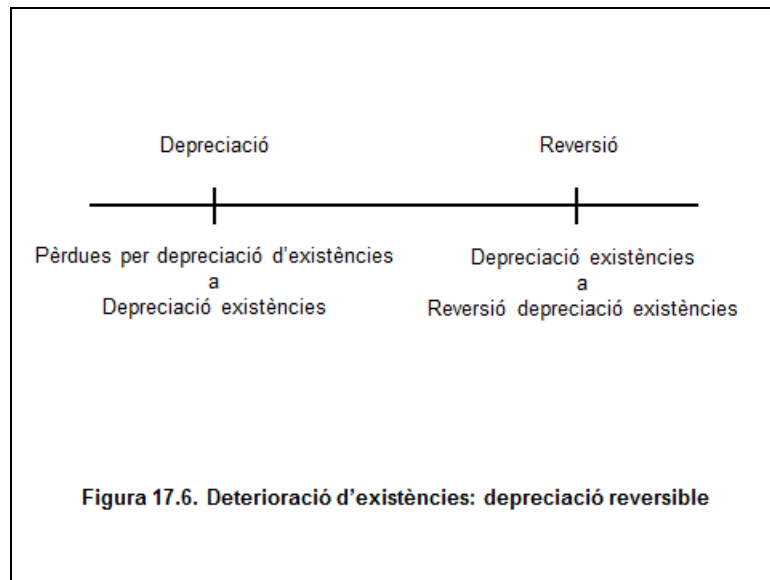 Depreciació
Reversió
Pèrdues per depreciació d'existències
a
Depreciació existències
Depreciació existències
a
Reversió depreciació existències
Figura 17.6. Deterioració d'existències: depreciació reversible